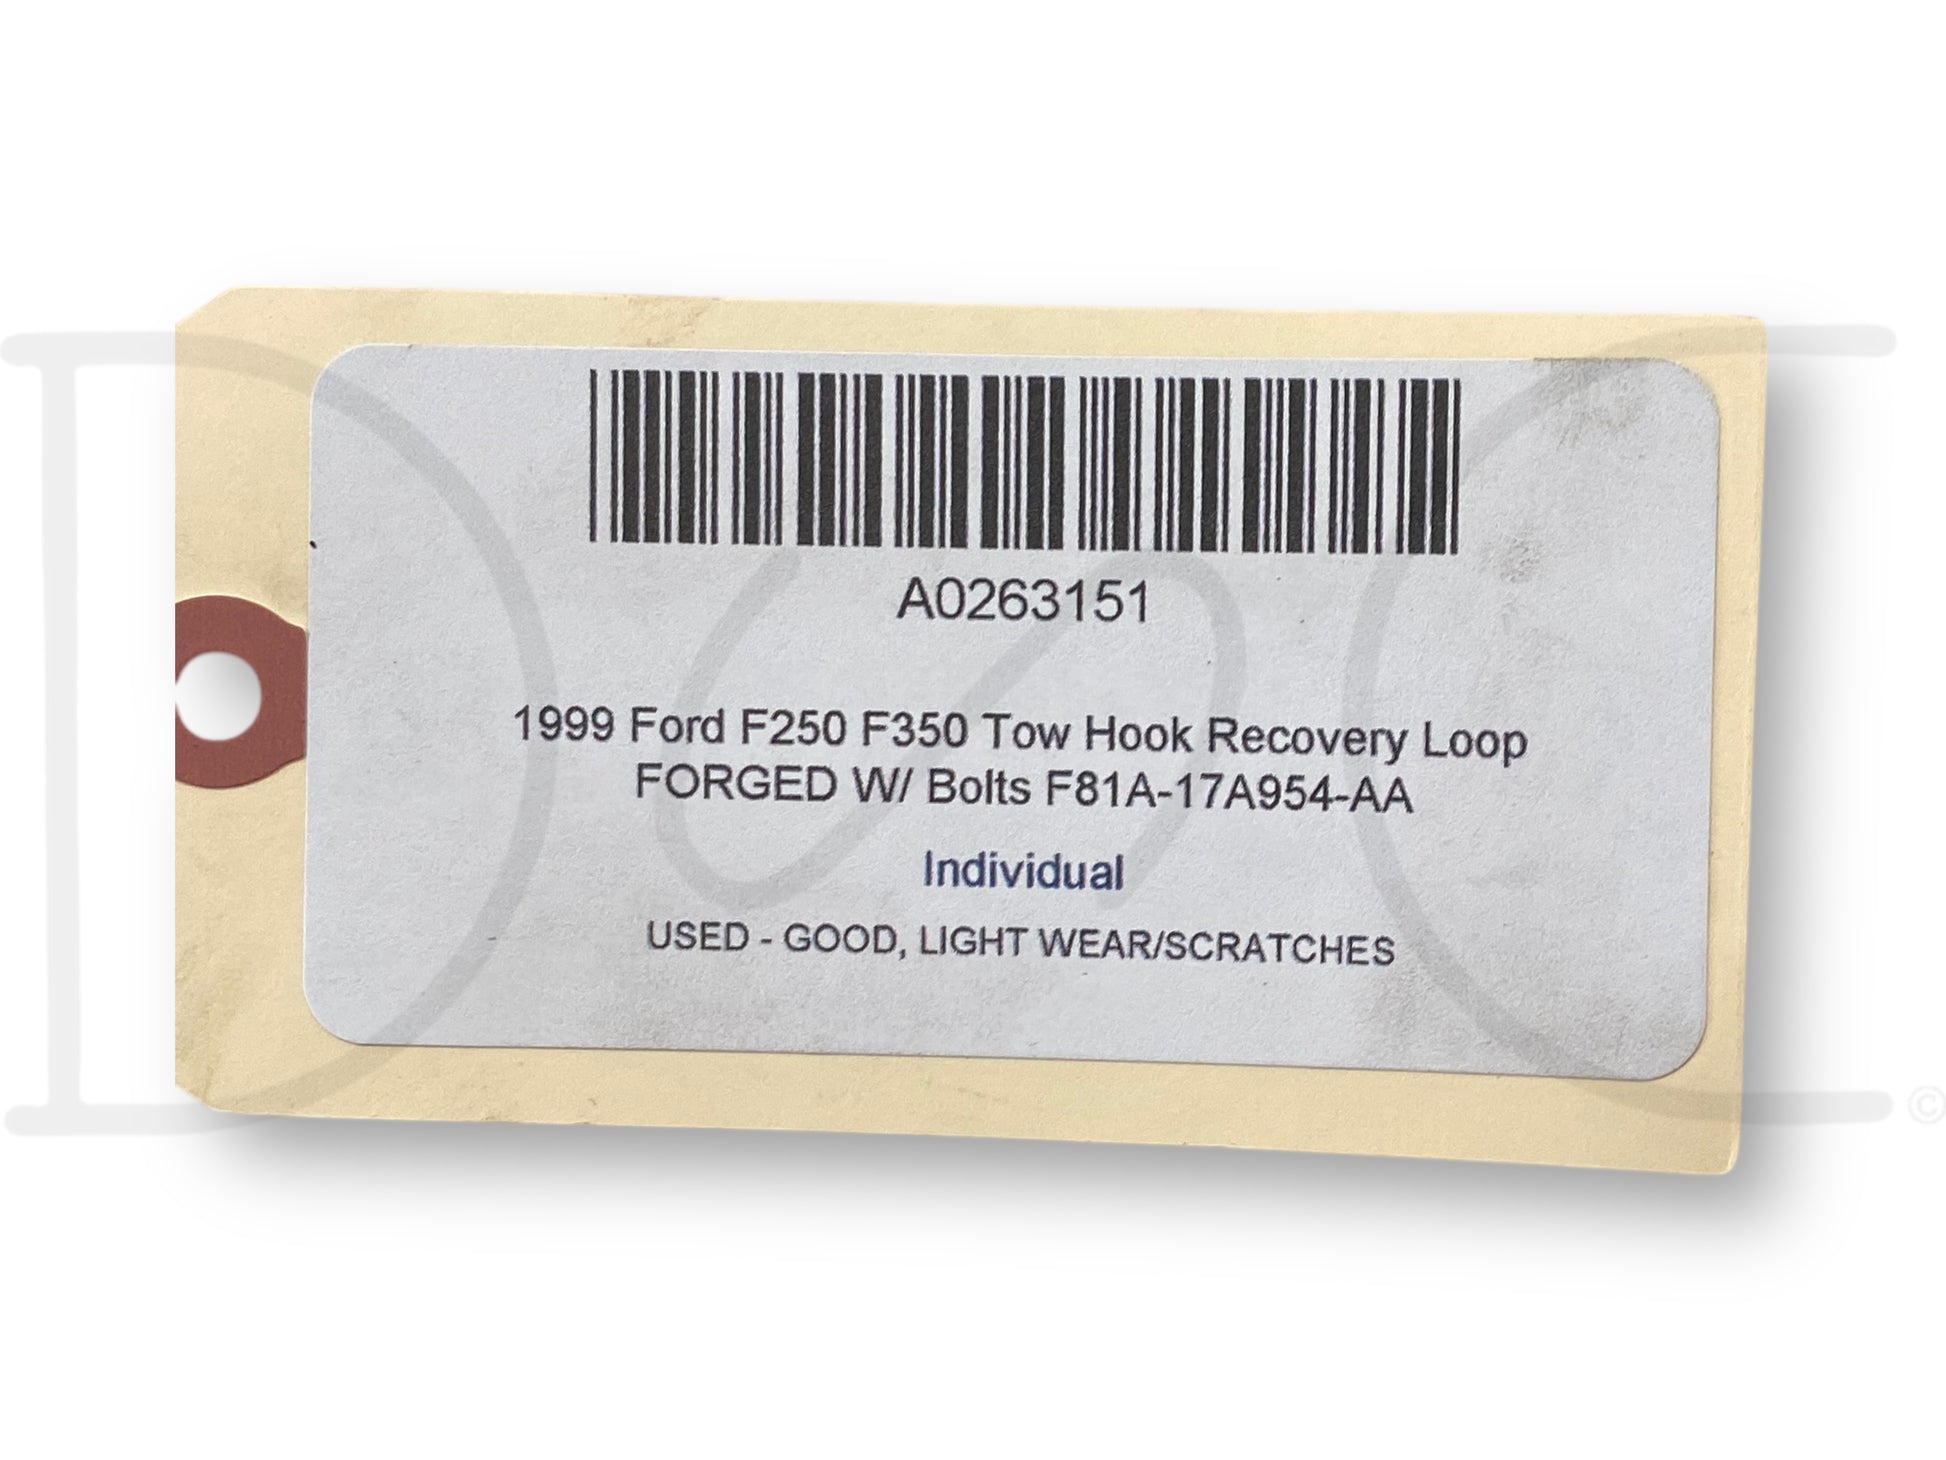 A0263151
1999 Ford F250 F350 Tow Hook Recovery Loop
FORGED W/ Bolts F81A-17A954-AA
Individual
USED - GOOD, LIGHT WEAR/SCRATCHES
©